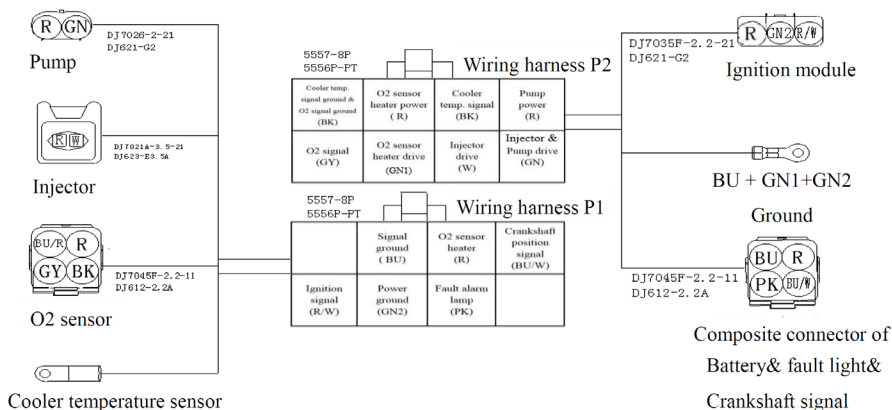 R GN
DJ7026-2-21
DJ621-G2
Pump
R W
DJ7021A-3.5-21
DJ623-E3.5A
Injector
BU/R R
GY BK
DJ7045F-2.2-11
DJ612-2.2A
O2 sensor
Cooler temperature sensor
5557-8P
5556P-PT
Wiring harness P2
Cooler temp.
signal ground &
O2 signal ground
(BK)
O2 sensor
heater power
( R)
Cooler
temp. signal
(BK)
Pump
power
(R)
O2 signal
(GY)
O2 sensor
heater drive
(GN1)
Injector
drive
(W)
Injector &
Pump drive
(GN)
5557-8P
5556P-PT
Wiring harness P1
Signal
ground
( BU)
O2 sensor
heater
(R)
Crankshaft
position
signal
(BU/W)
Ignition
signal
(R/W)
Power
ground
(GN2)
Fault alarm
lamp
(PK)
R GN2 R/W
DJ7035F-2.2-21
DJ621-G2
Ignition module
BU + GN1+GN2
Ground
BU R
PK BU/W
DJ7045F-2.2-11
DJ612-2.2A
Composite connector of
Battery& fault light&
Crankshaft signal